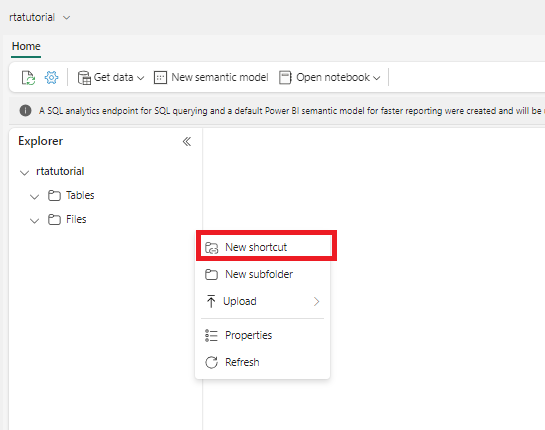 rtatutorial
Home
Get data New semantic model Open notebook
A SQL analytics endpoint for SQL querying and a default Power BI semantic model for faster reporting were created and will be
Explorer
rtatutorial
Tables
Files
New shortcut
New subfolder
Upload
Properties
Refresh